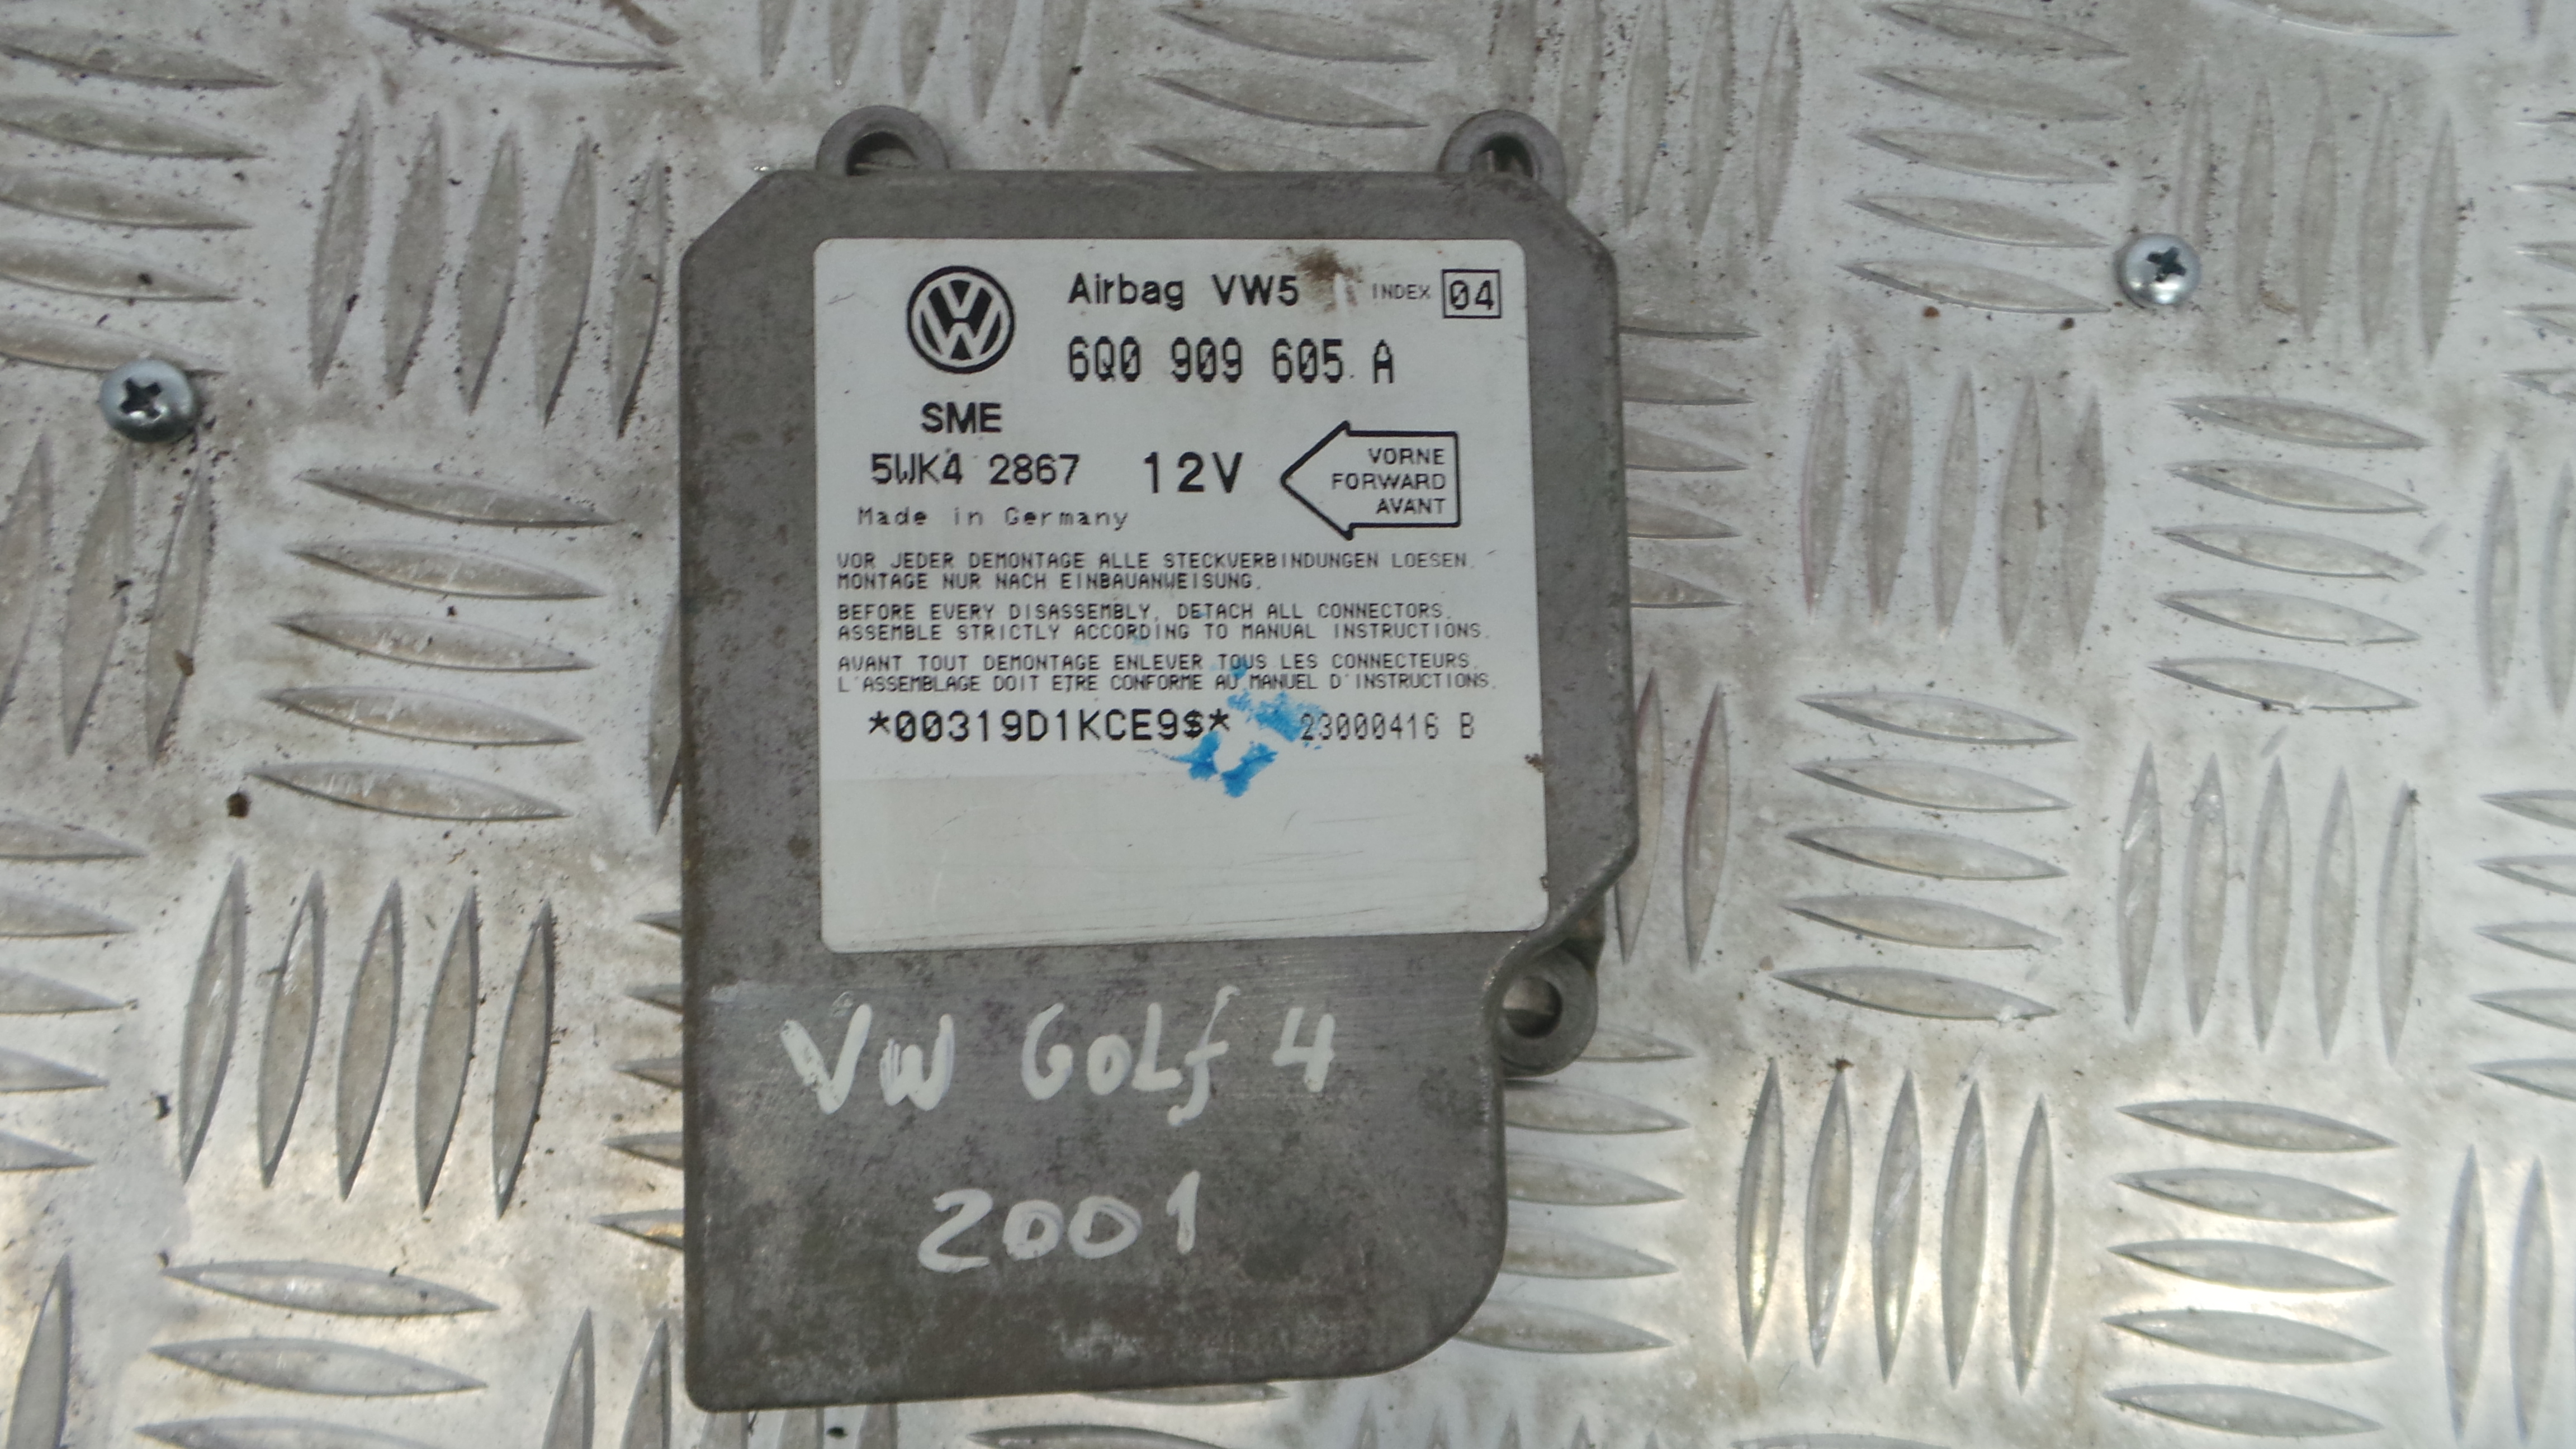 Airbag VW5 INDEX 04
6Q0 909 605 A
SME
5WK4 2867 12V
VORNE
FORWARD
AVANT
Made in Germany
VOR JEDER DEMONTAGE ALLE STECKVERBINDUNGEN LOESEN.
MONTAGE NUR NACH EINBAUANWEISUNG.
BEFORE EVERY DISASSEMBLY, DETACH ALL CONNECTORS.
ASSEMBLE STRICTLY ACCORDING TO MANUAL INSTRUCTIONS.
AVANT TOUT DEMONTAGE ENLEVER TOUS LES CONNECTEURS.
L'ASSEMBLAGE DOIT ETRE CONFORME AU MANUEL D'INSTRUCTIONS.
*00319D1KCE9$* 23000416 B
VW GOLf 4
2001